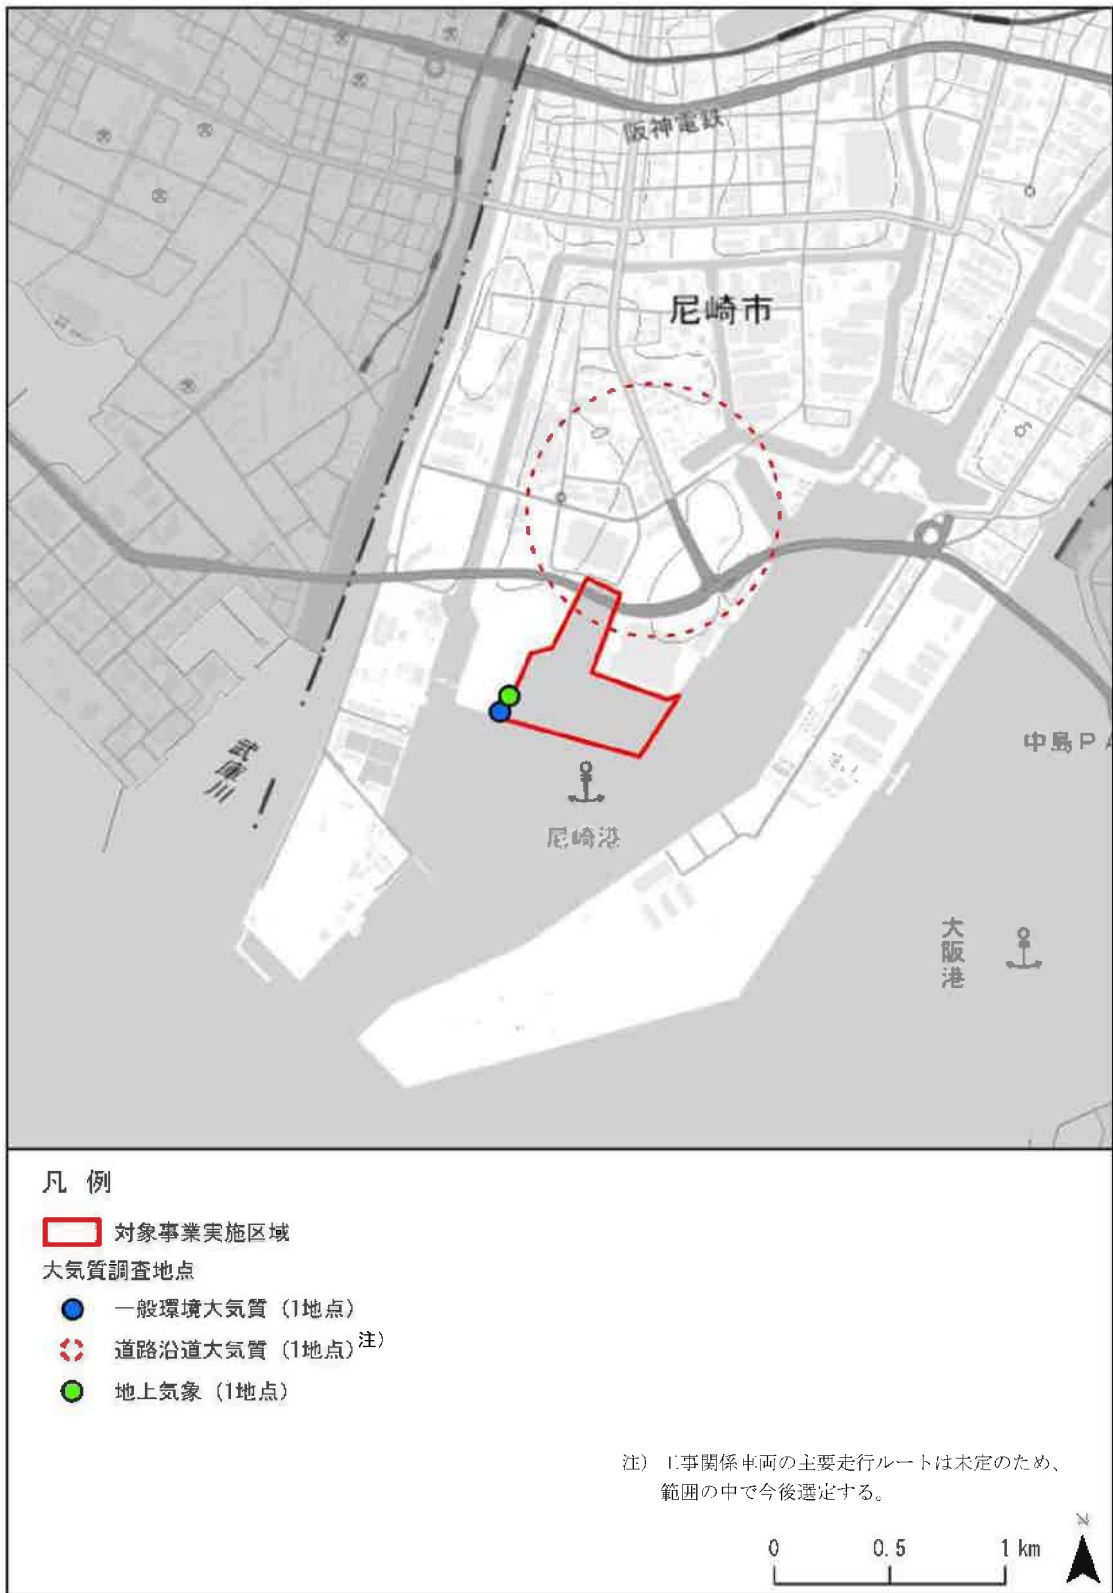 阪神電鉄
尼崎市
武庫川
中島PA
尼崎港
大阪港
凡 例
対象事業実施区域
大気質調査地点
一般環境大気質 (1地点)
道路沿道大気質 (1地点)注)
地上気象 (1地点)
注) 工事関係車両の主要走行ルートは未定のため、
範囲の中で今後選定する。
0 0.5 1 km